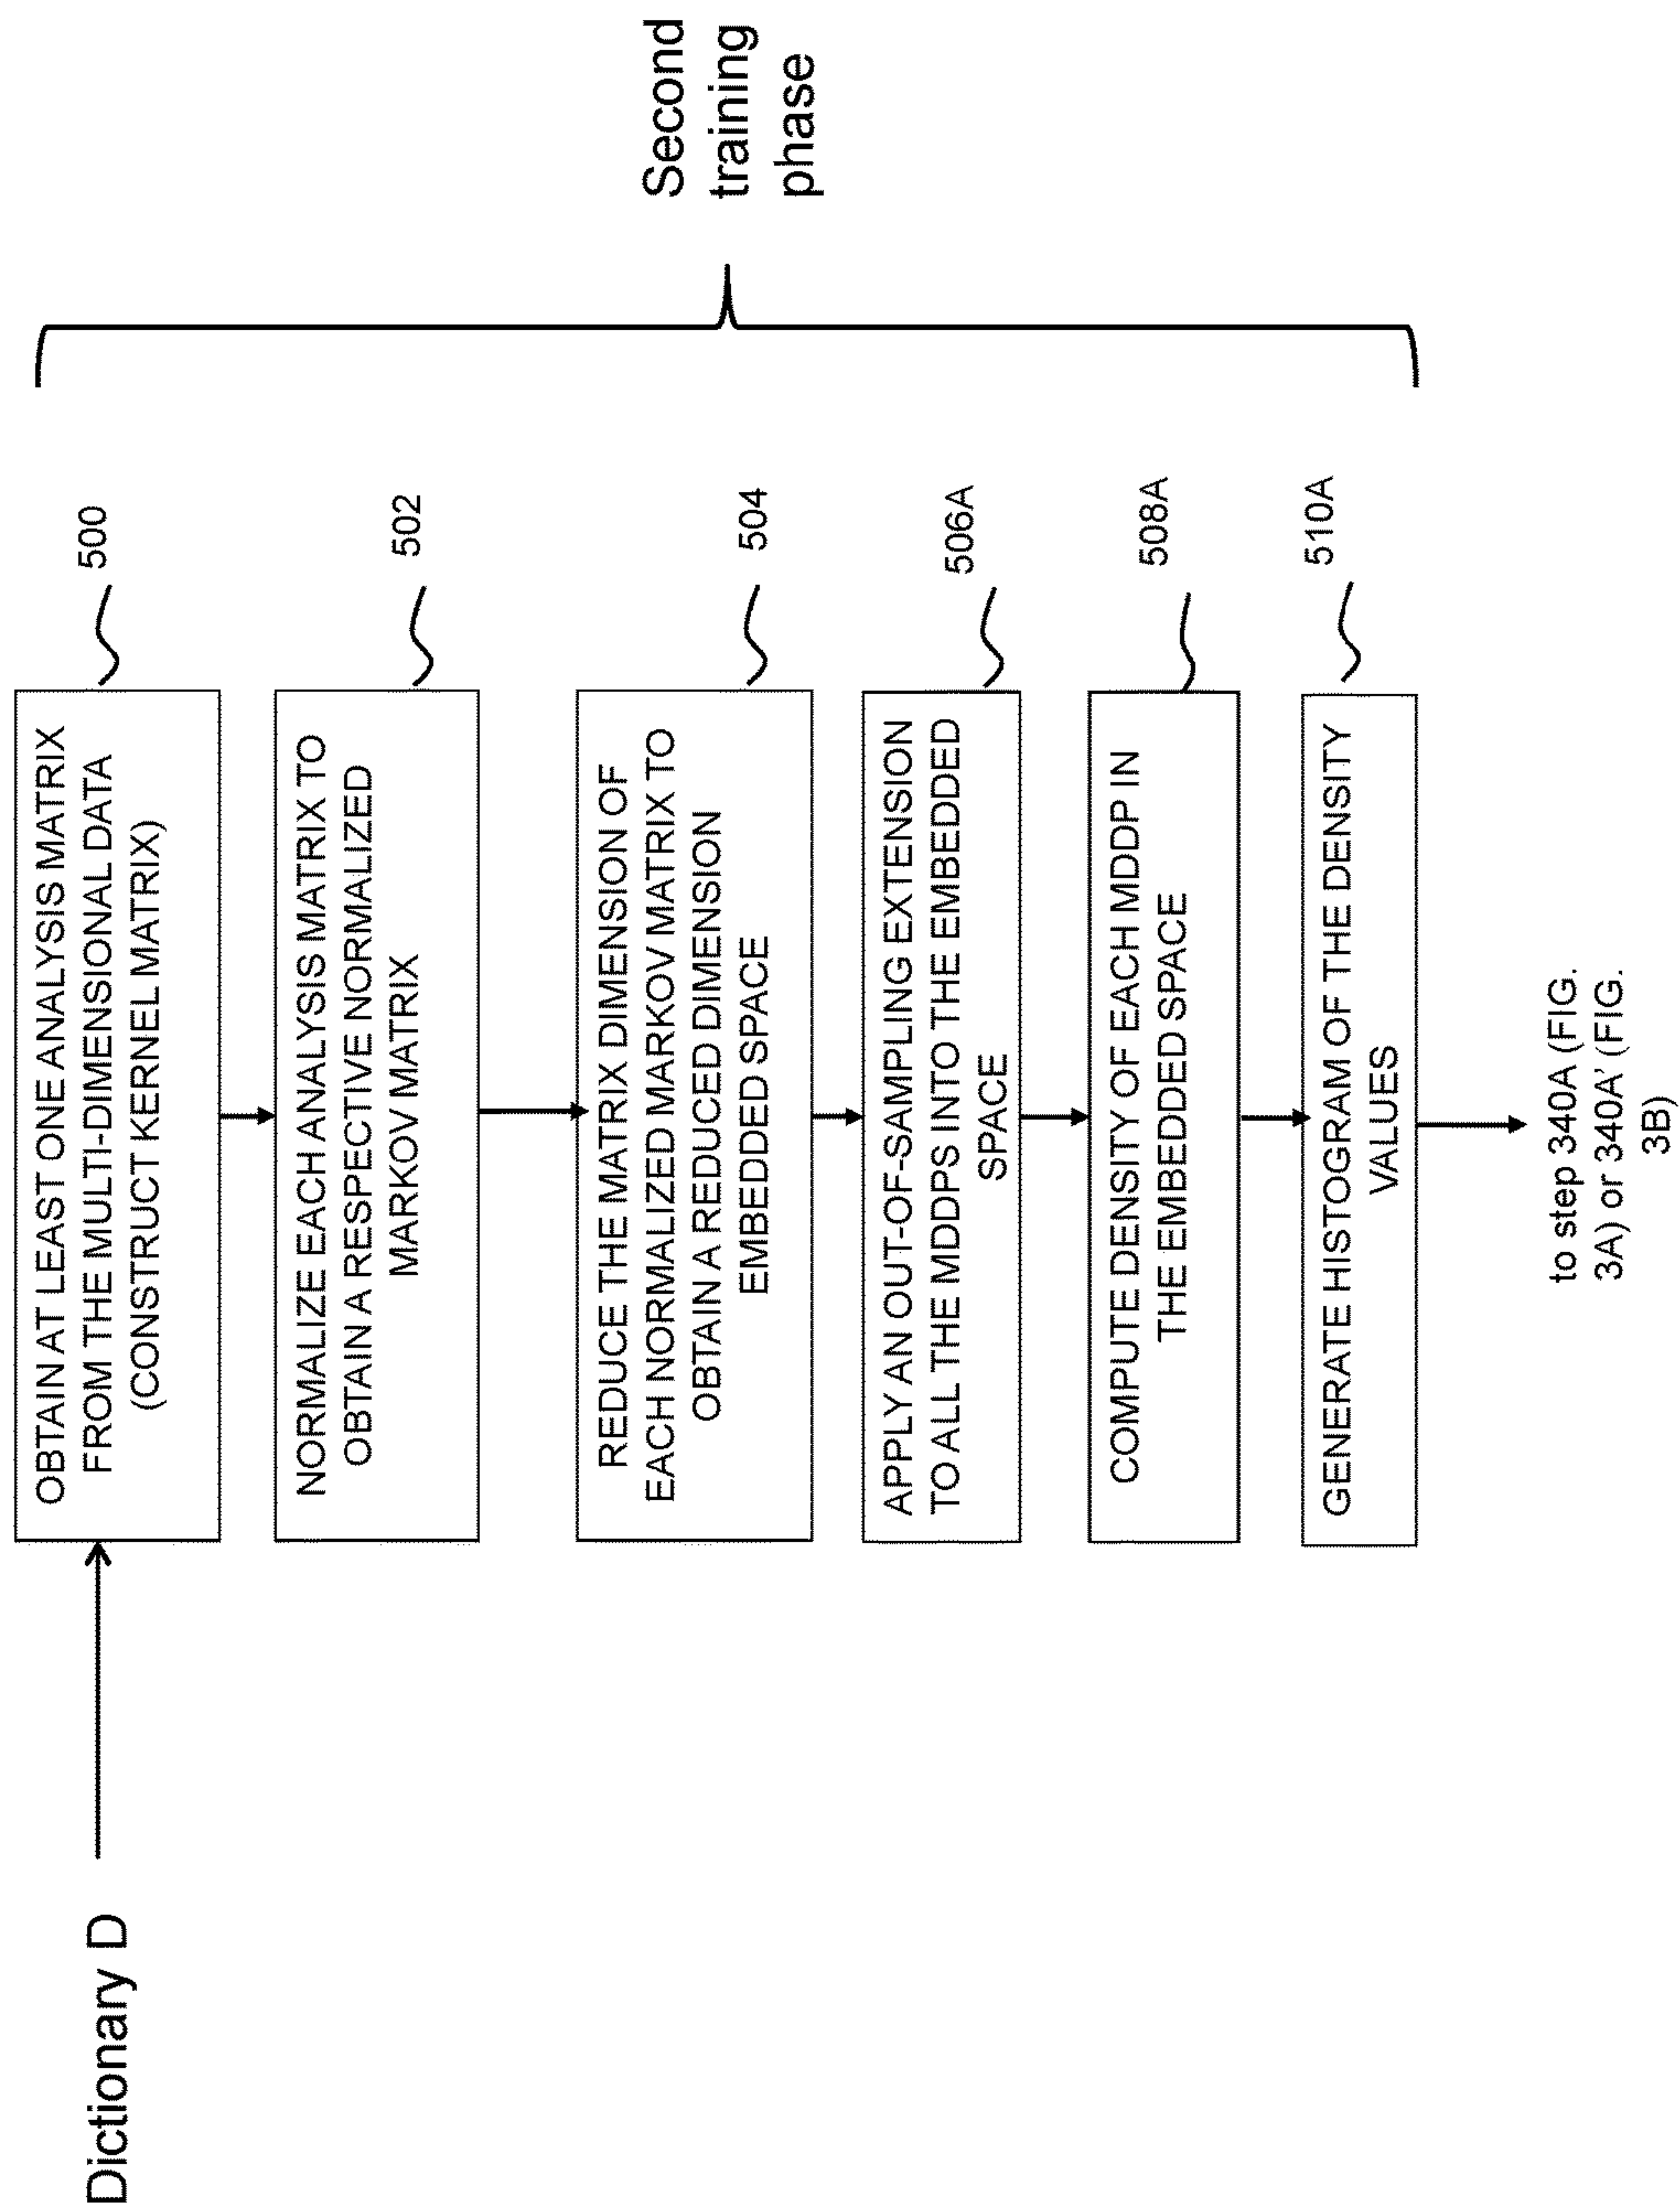 Dictionary D
OBTAIN AT LEAST ONE ANALYSIS MATRIX
FROM THE MULTI-DIMENSIONAL DATA
(CONSTRUCT KERNEL MATRIX)
500
NORMALIZE EACH ANALYSIS MATRIX TO
OBTAIN A RESPECTIVE NORMALIZED
MARKOV MATRIX
502
REDUCE THE MATRIX DIMENSION OF
EACH NORMALIZED MARKOV MATRIX TO
OBTAIN A REDUCED DIMENSION
EMBEDDED SPACE
504
APPLY AN OUT-OF-SAMPLING EXTENSION
TO ALL THE MDDPS INTO THE EMBEDDED
SPACE
506A
COMPUTE DENSITY OF EACH MDDP IN
THE EMBEDDED SPACE
508A
GENERATE HISTOGRAM OF THE DENSITY
VALUES
510A
to step 340A (FIG.
3A) or 340A' (FIG.
3B)
Second
training
phase